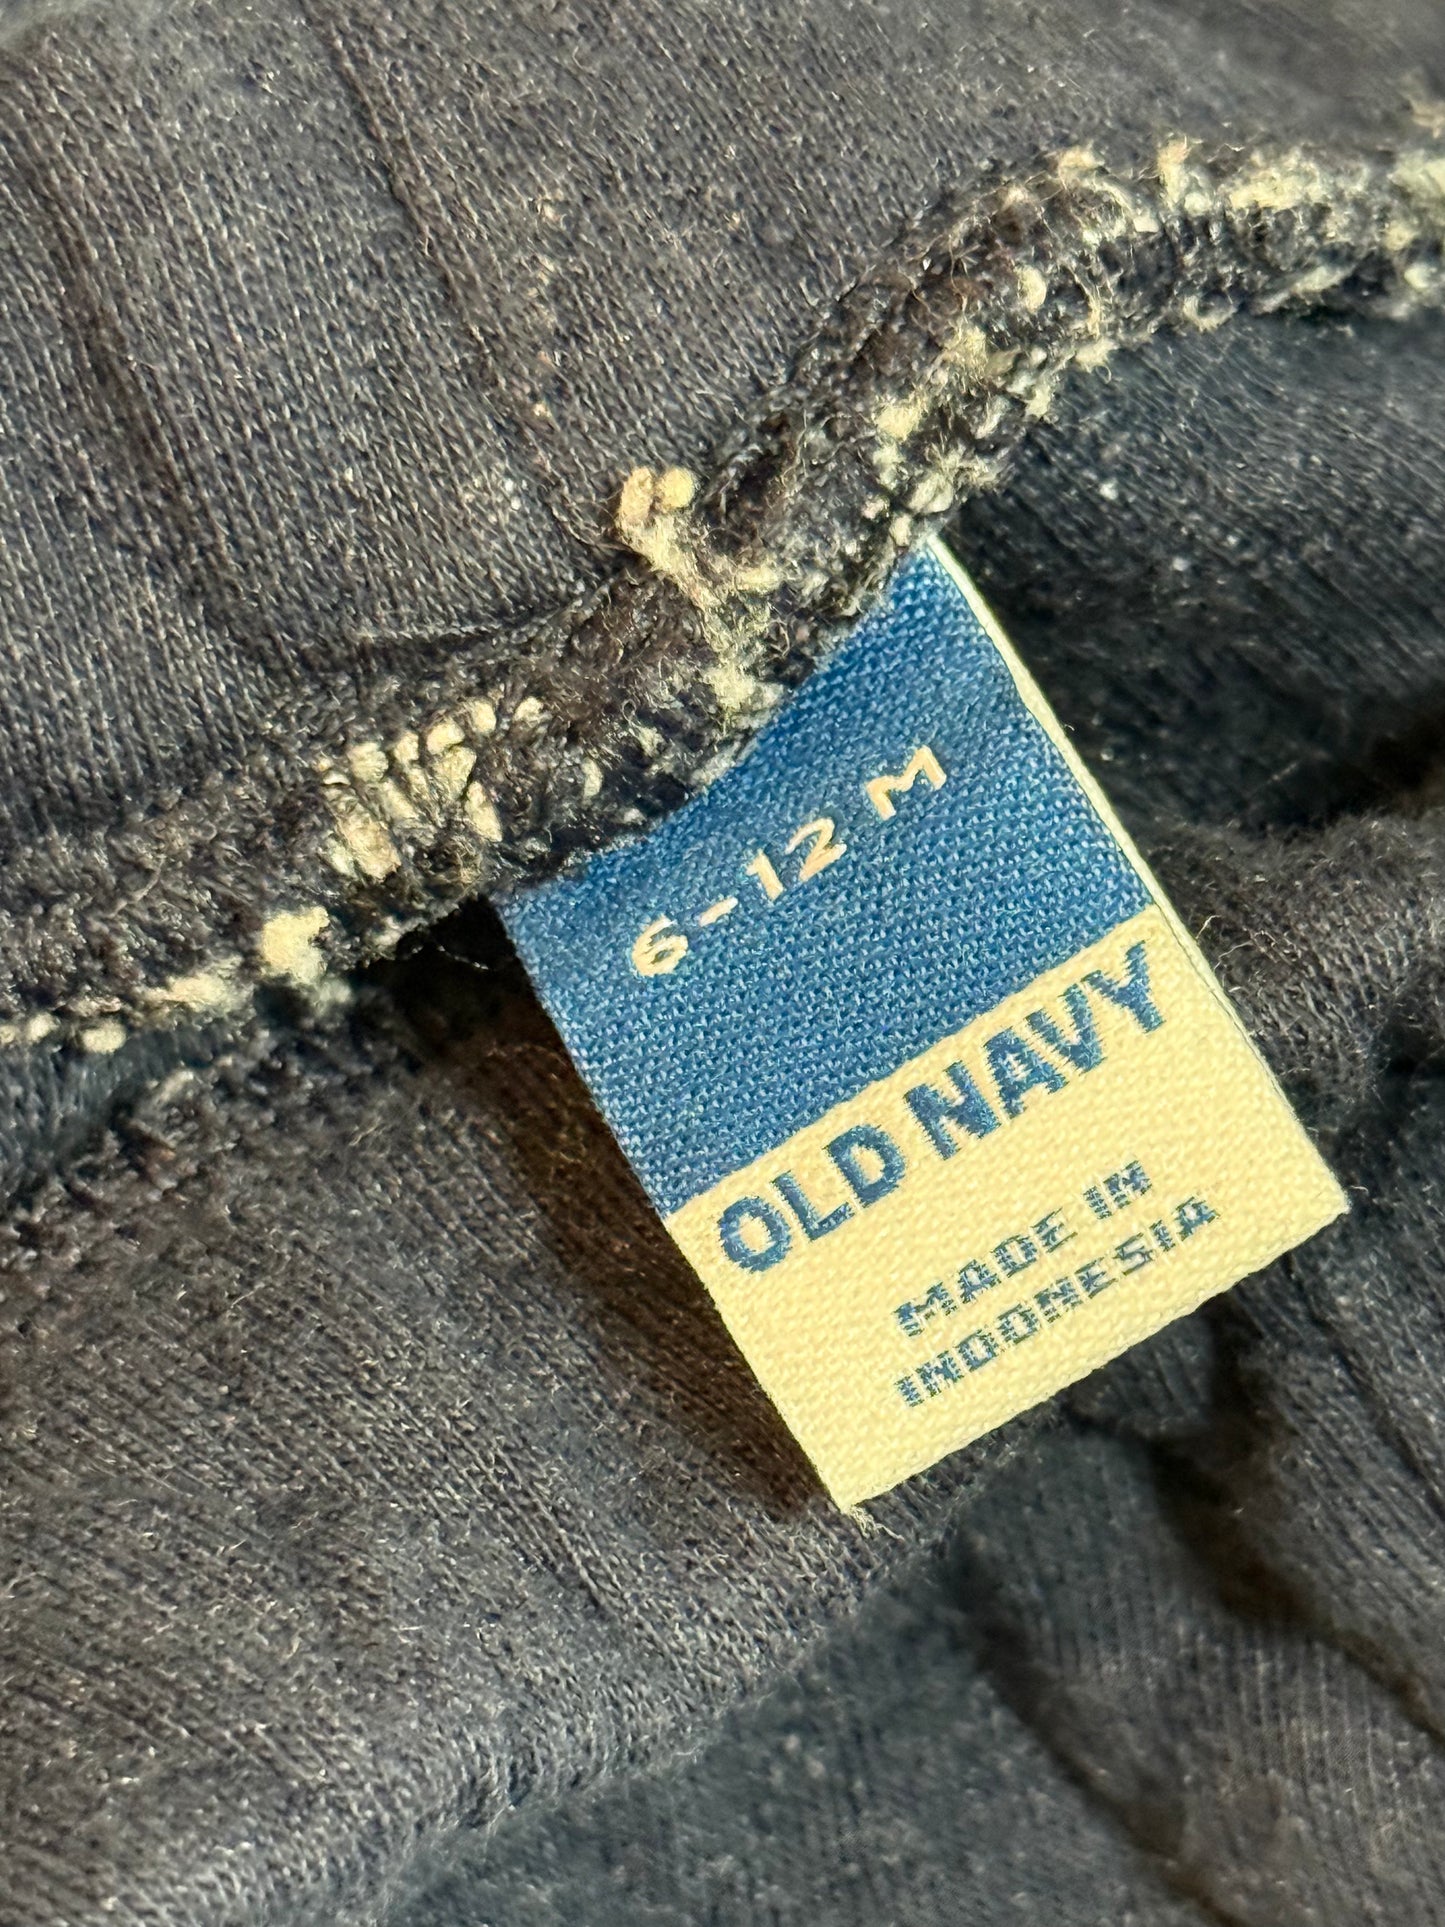 6-12 M
OLD NAVY
MADE IN
INDONESIA